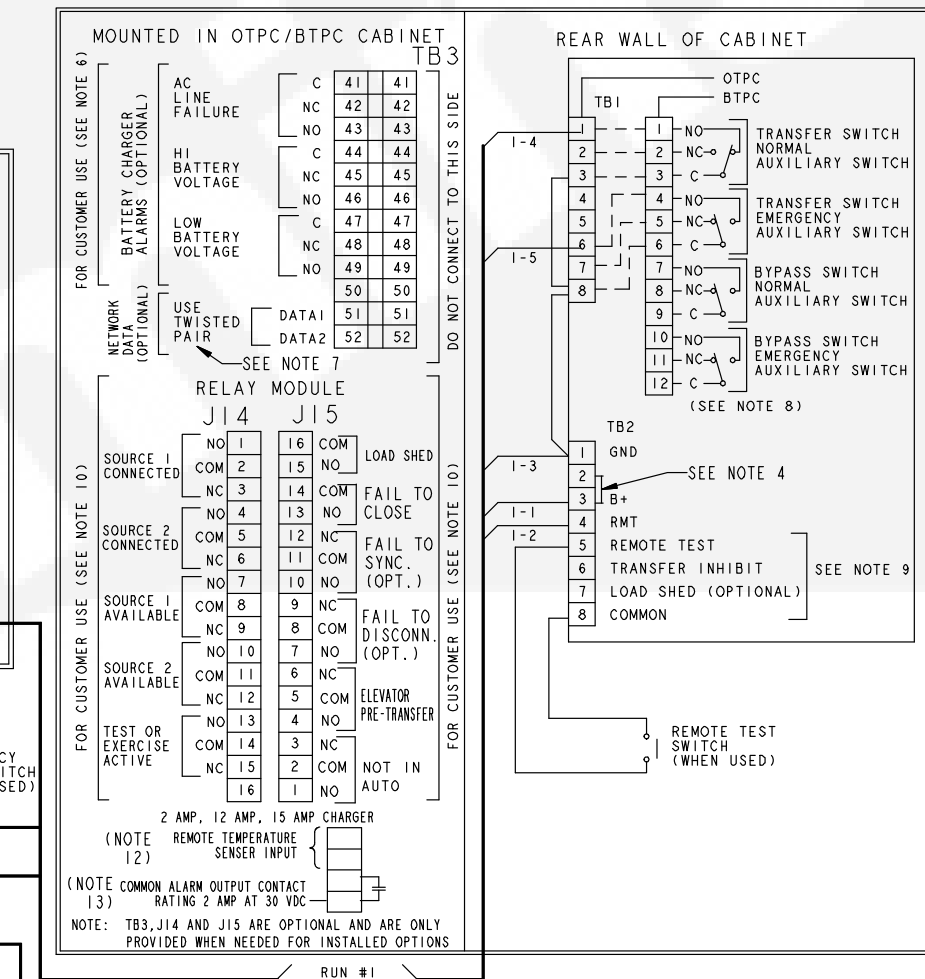 MOUNTED IN OTPC/BTPC CABINET
TB3
FOR CUSTOMER USE (SEE NOTE 6)
BATTERY CHARGER
ALARMS (OPTIONAL)
AC
LINE
FAILURE
C 41 41
NC 42 42
NO 43 43
HI
BATTERY
VOLTAGE
C 44 44
NC 45 45
NO 46 46
LOW
BATTERY
VOLTAGE
C 47 47
NC 48 48
NO 49 49
50 50
NETWORK
DATA
(OPTIONAL)
USE
TWISTED
PAIR
DATA1 51 51
DATA2 52 52
SEE NOTE 7
DO NOT CONNECT TO THIS SIDE
RELAY MODULE
J14 J15
FOR CUSTOMER USE (SEE NOTE 10)
SOURCE 1
CONNECTED
NO 1
COM 2
NC 3
SOURCE 2
CONNECTED
NO 4
COM 5
NC 6
SOURCE 1
AVAILABLE
NO 7
COM 8
NC 9
SOURCE 2
AVAILABLE
NO 10
COM 11
NC 12
TEST OR
EXERCISE
ACTIVE
NO 13
COM 14
NC 15
16
16 COM
15 NO
LOAD SHED
14 COM
13 NO
FAIL TO
CLOSE
12 NC
11 COM
10 NO
FAIL TO
SYNC.
(OPT.)
9 NC
8 COM
7 NO
FAIL TO
DISCONN.
(OPT.)
6 NC
5 COM
4 NO
ELEVATOR
PRE-TRANSFER
3 NC
2 COM
1 NO
NOT IN
AUTO
FOR CUSTOMER USE (SEE NOTE 10)
2 AMP, 12 AMP, 15 AMP CHARGER
(NOTE
12)
REMOTE TEMPERATURE
SENSER INPUT
(NOTE
13)
COMMON ALARM OUTPUT CONTACT
RATING 2 AMP AT 30 VDC
NOTE: TB3,J14 AND J15 ARE OPTIONAL AND ARE ONLY
PROVIDED WHEN NEEDED FOR INSTALLED OPTIONS
RUN #1
REAR WALL OF CABINET
OTPC
BTPC
TB1
1
2
3
4
5
6
7
8
1 NO
2 NC
3 C
TRANSFER SWITCH
NORMAL
AUXILIARY SWITCH
4 NO
5 NC
6 C
TRANSFER SWITCH
EMERGENCY
AUXILIARY SWITCH
7 NO
8 NC
9 C
BYPASS SWITCH
NORMAL
AUXILIARY SWITCH
10 NO
11 NC
12 C
BYPASS SWITCH
EMERGENCY
AUXILIARY SWITCH
(SEE NOTE 8)
1-4
1-5
1-3
1-1
1-2
TB2
1 GND
2
3 B+
SEE NOTE 4
4 RMT
5 REMOTE TEST
6 TRANSFER INHIBIT
7 LOAD SHED (OPTIONAL)
8 COMMON
SEE NOTE 9
REMOTE TEST
SWITCH
(WHEN USED)
CY
ITCH
SED)